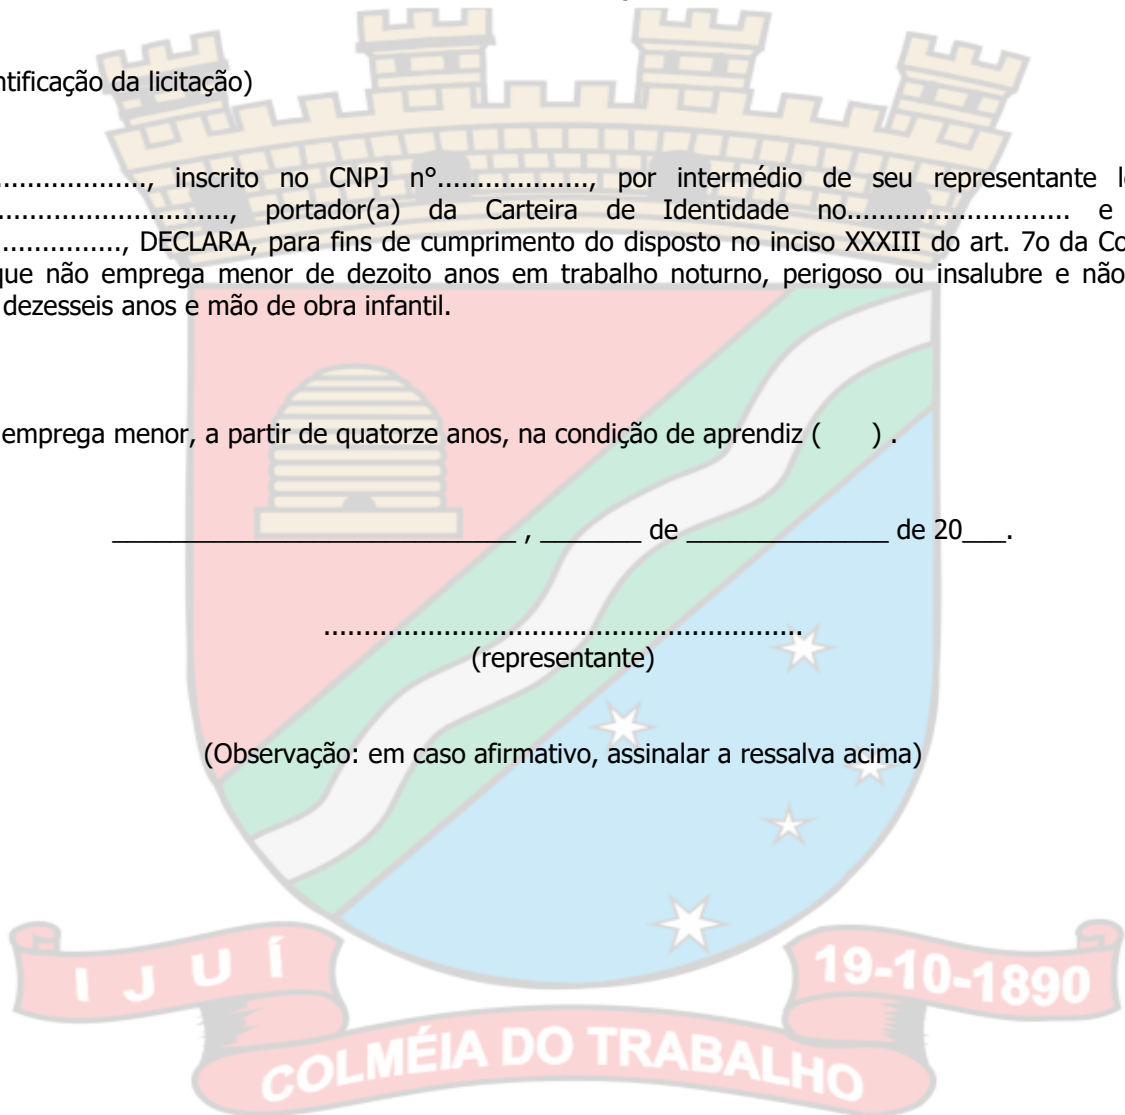 ntificação da licitação)
..................., inscrito no CNPJ n°..................., por intermédio de seu representante l
............................., portador(a) da Carteira de Identidade no............................ e
................, DECLARA, para fins de cumprimento do disposto no inciso XXXIII do art. 7o da Co
que não emprega menor de dezoito anos em trabalho noturno, perigoso ou insalubre e não
dezesseis anos e mão de obra infantil.
emprega menor, a partir de quatorze anos, na condição de aprendiz (      ) .
____________________________ , _______ de ______________ de 20___.
............................................................
(representante)
(Observação: em caso afirmativo, assinalar a ressalva acima)
IJUÍ
19-10-1890
COLMÉIA DO TRABALHO